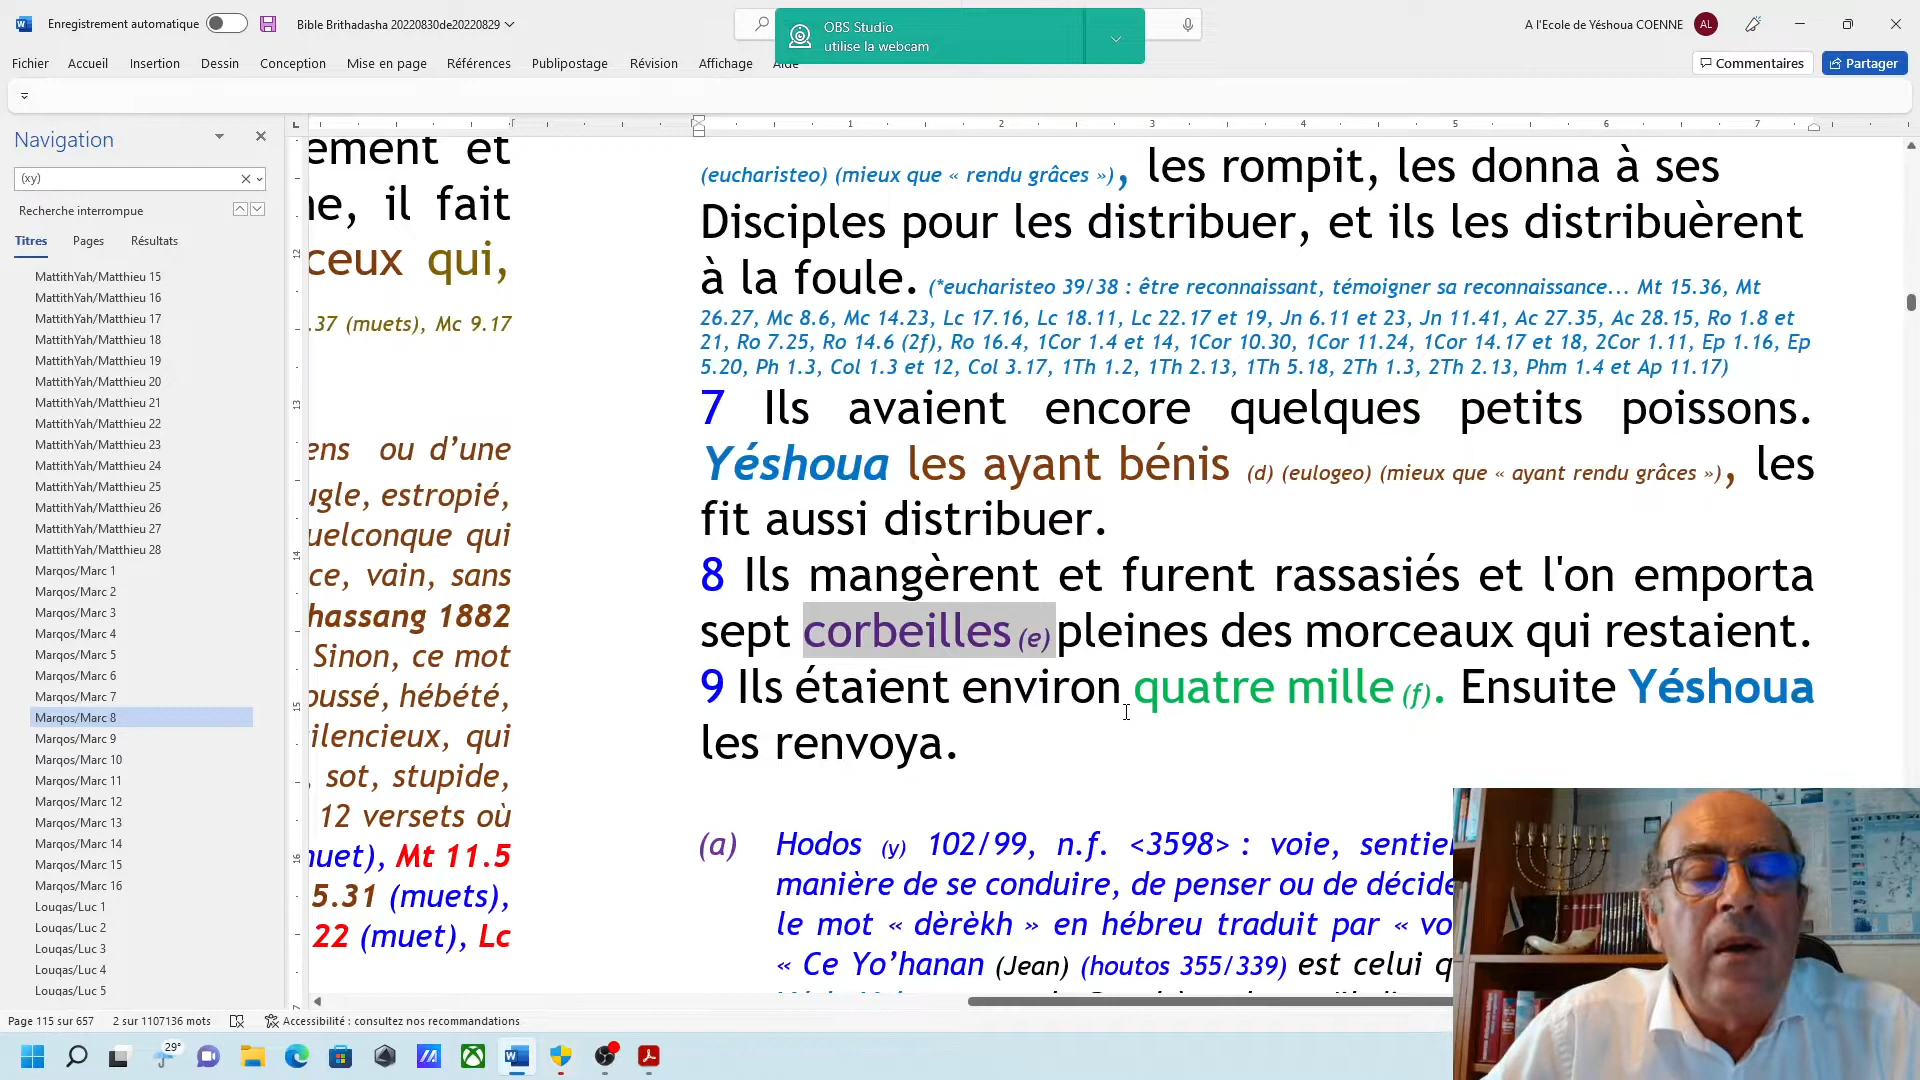 Enregistrement automatique
Bible Brithadasha 20220830de20220829
OBS Studio
utilise la webcam
A l'Ecole de Yéshoua COENNE
AL
Fichier
Accueil
Insertion
Dessin
Conception
Mise en page
Références
Publipostage
Révision
Affichage
Aide
Commentaires
Partager
Navigation
(xy)
Recherche interrompue
Titres
Pages
Résultats
MattithYah/Matthieu 15
MattithYah/Matthieu 16
MattithYah/Matthieu 17
MattithYah/Matthieu 18
MattithYah/Matthieu 19
MattithYah/Matthieu 20
MattithYah/Matthieu 21
MattithYah/Matthieu 22
MattithYah/Matthieu 23
MattithYah/Matthieu 24
MattithYah/Matthieu 25
MattithYah/Matthieu 26
MattithYah/Matthieu 27
MattithYah/Matthieu 28
Marqos/Marc 1
Marqos/Marc 2
Marqos/Marc 3
Marqos/Marc 4
Marqos/Marc 5
Marqos/Marc 6
Marqos/Marc 7
Marqos/Marc 8
Marqos/Marc 9
Marqos/Marc 10
Marqos/Marc 11
Marqos/Marc 12
Marqos/Marc 13
Marqos/Marc 14
Marqos/Marc 15
Marqos/Marc 16
Louqas/Luc 1
Louqas/Luc 2
Louqas/Luc 3
Louqas/Luc 4
Louqas/Luc 5
1 2 3 4 5 6 7
12
13
14
15
16
ement et
ne, il fait
ceux qui,
.37 (muets), Mc 9.17
ens ou d’une
ugle, estropié,
uelconque qui
ce, vain, sans
hassang 1882
Sinon, ce mot
oussé, hébété,
ilencieux, qui
, sot, stupide,
12 versets où
nuet), Mt 11.5
5.31 (muets),
22 (muet), Lc
(eucharisteo) (mieux que « rendu grâces »), les rompit, les donna à ses
Disciples pour les distribuer, et ils les distribuèrent
à la foule. (*eucharisteo 39/38 : être reconnaissant, témoigner sa reconnaissance... Mt 15.36, Mt
26.27, Mc 8.6, Mc 14.23, Lc 17.16, Lc 18.11, Lc 22.17 et 19, Jn 6.11 et 23, Jn 11.41, Ac 27.35, Ac 28.15, Ro 1.8 et
21, Ro 7.25, Ro 14.6 (2f), Ro 16.4, 1Cor 1.4 et 14, 1Cor 10.30, 1Cor 11.24, 1Cor 14.17 et 18, 2Cor 1.11, Ep 1.16, Ep
5.20, Ph 1.3, Col 1.3 et 12, Col 3.17, 1Th 1.2, 1Th 2.13, 1Th 5.18, 2Th 1.3, 2Th 2.13, Phm 1.4 et Ap 11.17)
7 Ils avaient encore quelques petits poissons.
Yéshoua les ayant bénis (d) (eulogeo) (mieux que « ayant rendu grâces »), les
fit aussi distribuer.
8 Ils mangèrent et furent rassasiés et l'on emporta
sept corbeilles (e) pleines des morceaux qui restaient.
9 Ils étaient environ quatre mille (f). Ensuite Yéshoua
les renvoya.
(a) Hodos (y) 102/99, n.f. <3598> : voie, sentier
manière de se conduire, de penser ou de décide
le mot « dèrèkh » en hébreu traduit par « vo
« Ce Yo’hanan (Jean) (houtos 355/339) est celui q
Page 115 sur 657
2 sur 1107136 mots
Accessibilité : consultez nos recommandations
29°